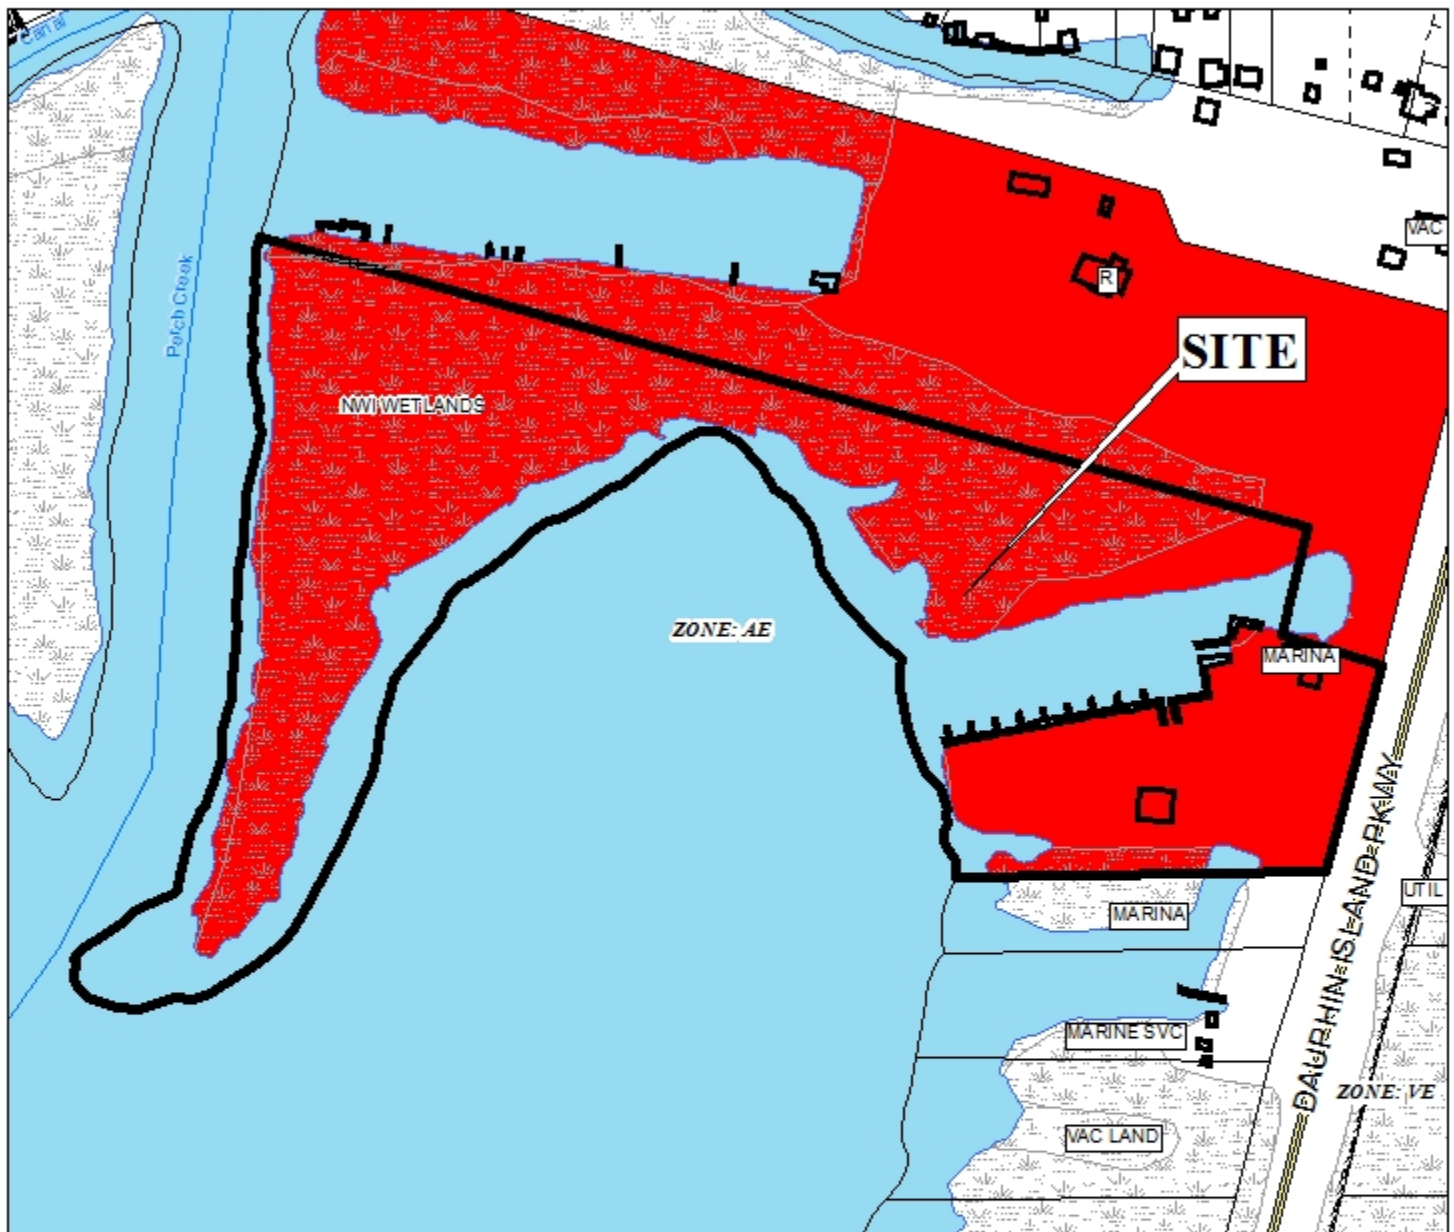 Canal
VAC
R
Patch Creek
SITE
NWI WETLANDS
ZONE: AE
MARINA
DAUPHIN ISLAND PKWY
UTIL
MARINA
MARINE SVC
ZONE: VE
VAC LAND